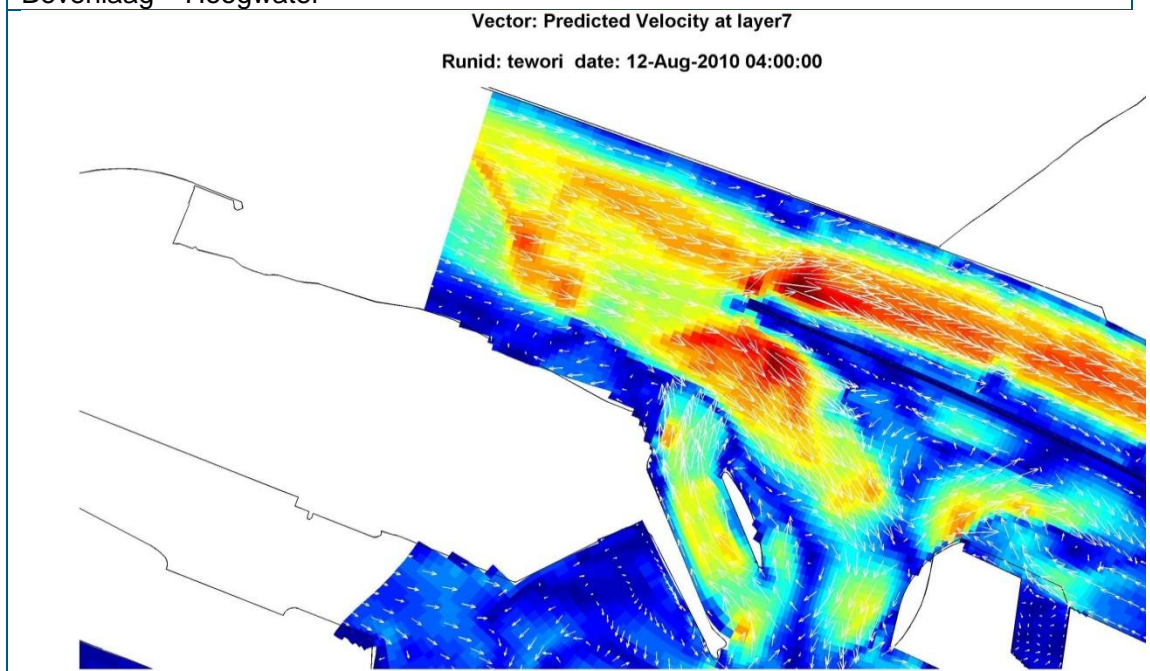 Bovenlaag – Hoogwater
Vector: Predicted Velocity at layer7
Runid: tewori date: 12-Aug-2010 04:00:00